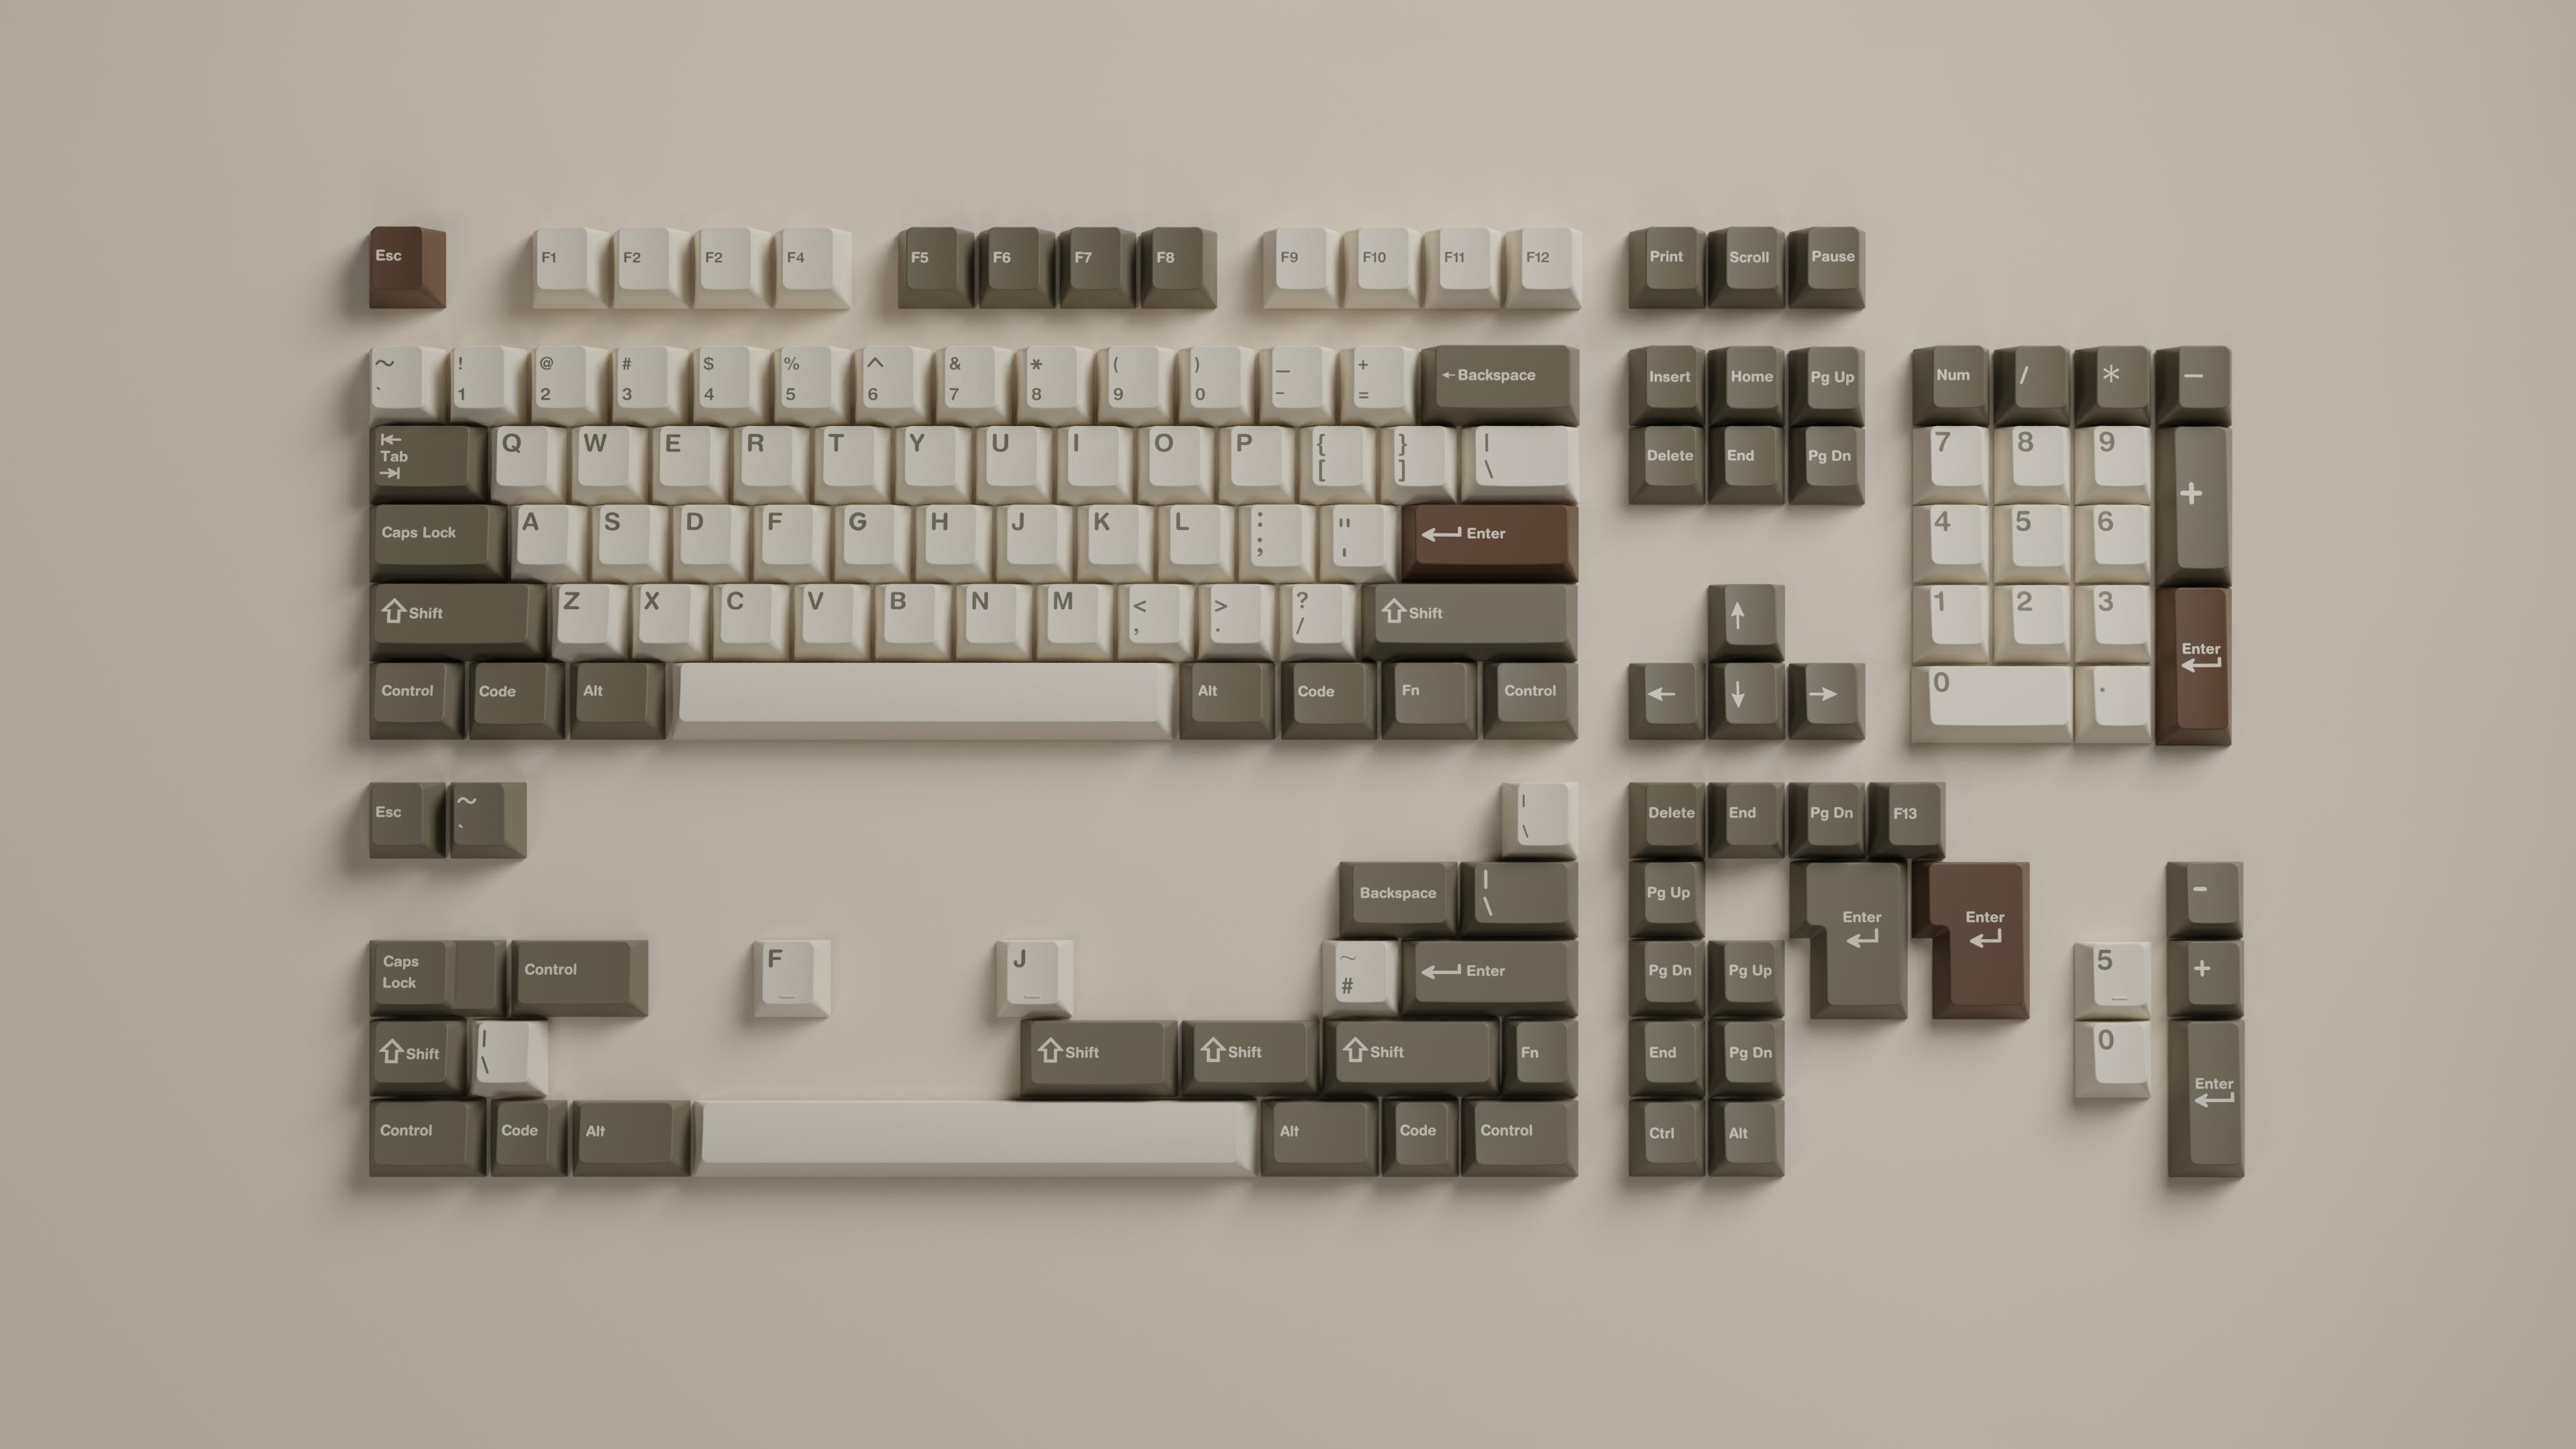 Esc F1 F2 F2 F4 F5 F6 F7 F8 F9 F10 F11 F12 Print Scroll Pause
~ ! @ # $ % ^ & * ( ) _ +
` 1 2 3 4 5 6 7 8 9 0 - = ← Backspace Insert Home Pg Up Num / * −
⇤
Tab
⇥
Q W E R T Y U I O P { } |
[ ] \
Delete End Pg Dn 7 8 9 +
Caps Lock A S D F G H J K L : "
; ' ↵ Enter 4 5 6
⇧ Shift Z X C V B N M < > ?
, . / ⇧ Shift ↑ 1 2 3 Enter
↵
Control Code Alt Alt Code Fn Control ← ↓ → 0 .
Esc ~
` |
\ Delete End Pg Dn F13
Backspace |
\ Pg Up Enter
↵ Enter
↵ -
Caps
Lock Control F J ~
# ↵ Enter Pg Dn Pg Up 5 +
⇧ Shift |
\ ⇧ Shift ⇧ Shift ⇧ Shift Fn End Pg Dn 0 Enter
↵
Control Code Alt Alt Code Control Ctrl Alt